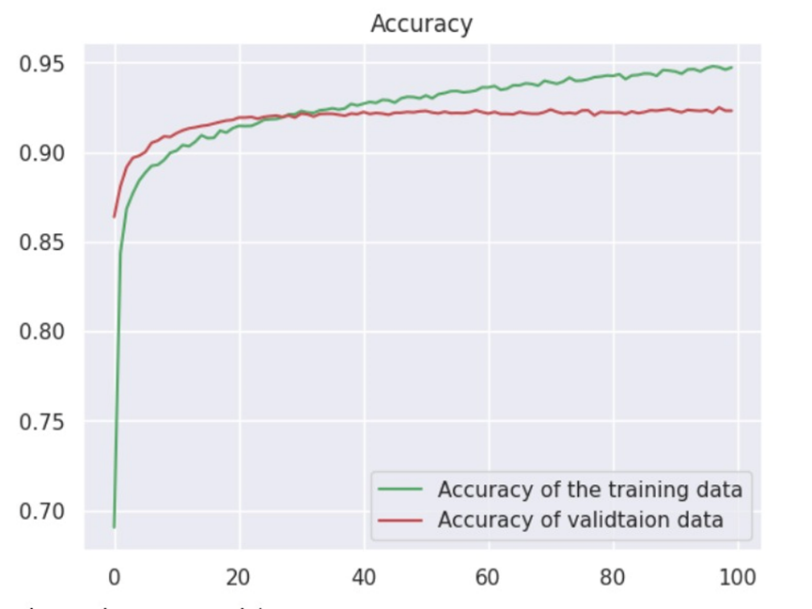 Accuracy
0.95
0.90
0.85
0.80
0.75
0.70
Accuracy of the training data
Accuracy of validtaion data
0 20 40 60 80 100